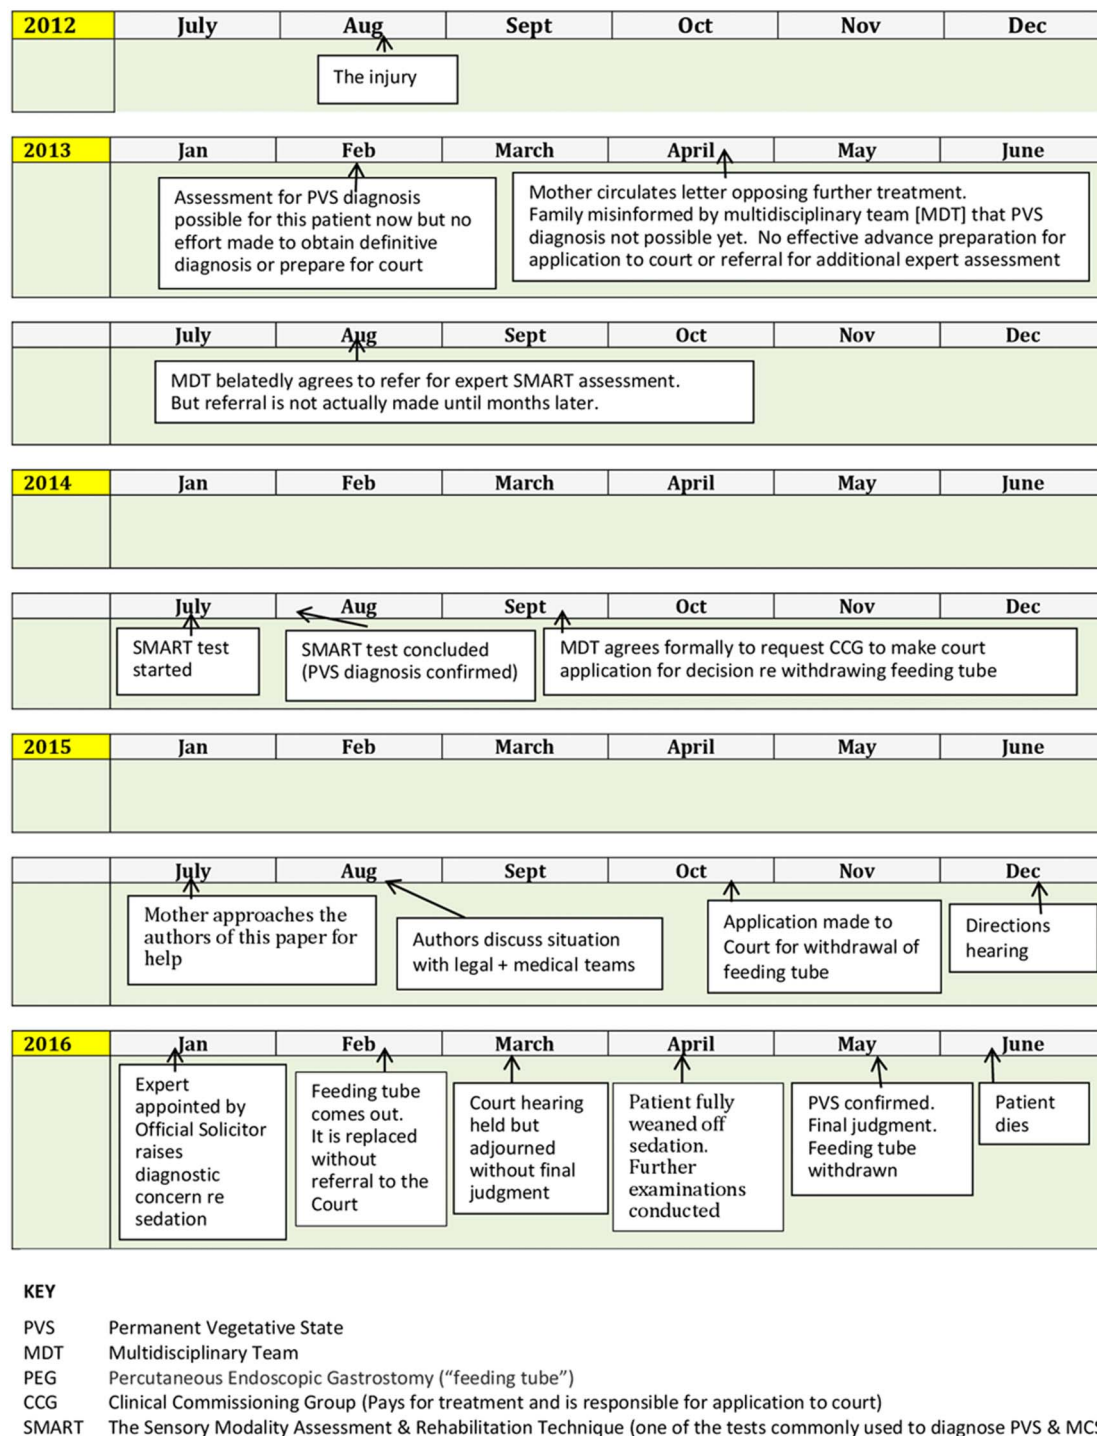 2012 July Aug Sept Oct Nov Dec
The injury
2013 Jan Feb March April May June
Assessment for PVS diagnosis
possible for this patient now but no
effort made to obtain definitive
diagnosis or prepare for court
Mother circulates letter opposing further treatment.
Family misinformed by multidisciplinary team [MDT] that PVS
diagnosis not possible yet. No effective advance preparation for
application to court or referral for additional expert assessment
July Aug Sept Oct Nov Dec
MDT belatedly agrees to refer for expert SMART assessment.
But referral is not actually made until months later.
2014 Jan Feb March April May June
July Aug Sept Oct Nov Dec
SMART test
started
SMART test concluded
(PVS diagnosis confirmed)
MDT agrees formally to request CCG to make court
application for decision re withdrawing feeding tube
2015 Jan Feb March April May June
July Aug Sept Oct Nov Dec
Mother approaches the
authors of this paper for
help
Authors discuss situation
with legal + medical teams
Application made to
Court for withdrawal of
feeding tube
Directions
hearing
2016 Jan Feb March April May June
Expert
appointed by
Official Solicitor
raises
diagnostic
concern re
sedation
Feeding tube
comes out.
It is replaced
without
referral to the
Court
Court hearing
held but
adjourned
without final
judgment
Patient fully
weaned off
sedation.
Further
examinations
conducted
PVS confirmed.
Final judgment.
Feeding tube
withdrawn
Patient
dies
KEY
PVS Permanent Vegetative State
MDT Multidisciplinary Team
PEG Percutaneous Endoscopic Gastrostomy (“feeding tube”)
CCG Clinical Commissioning Group (Pays for treatment and is responsible for application to court)
SMART The Sensory Modality Assessment & Rehabilitation Technique (one of the tests commonly used to diagnose PVS & MCS